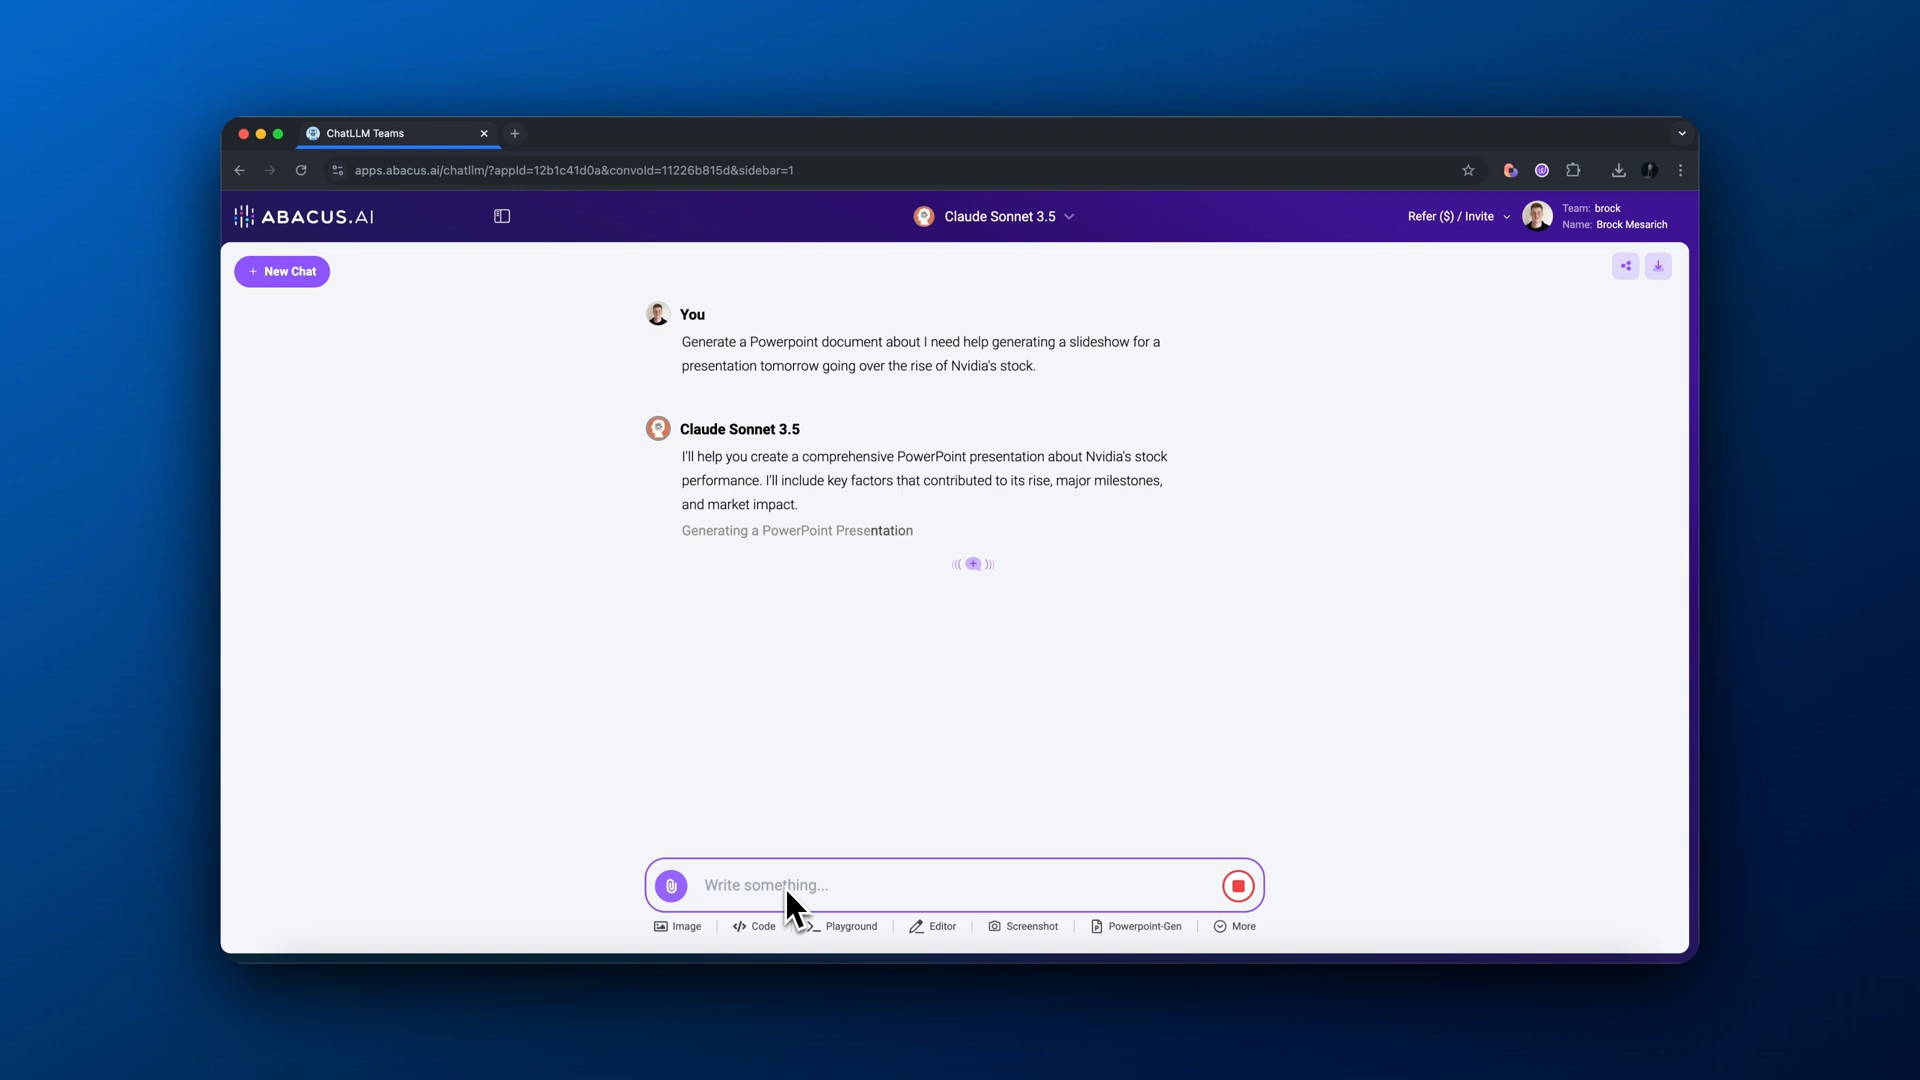 ChatLLM Teams
apps.abacus.ai/chatllm/?appId=12b1c41d0a&convoId=11226b815d&sidebar=1
ABACUS.AI
Claude Sonnet 3.5
Refer ($) / Invite
Team: brock
Name: Brock Mesarich
+ New Chat
You
Generate a Powerpoint document about I need help generating a slideshow for a
presentation tomorrow going over the rise of Nvidia's stock.
Claude Sonnet 3.5
I'll help you create a comprehensive PowerPoint presentation about Nvidia's stock
performance. I'll include key factors that contributed to its rise, major milestones,
and market impact.
Generating a PowerPoint Presentation
Write something...
Image
Code
Playground
Editor
Screenshot
Powerpoint-Gen
More